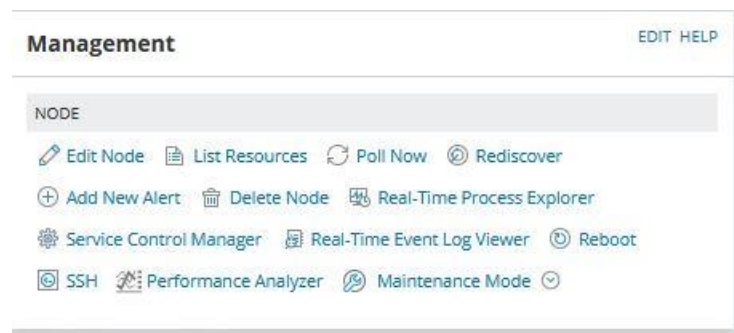 Management EDIT HELP
NODE
Edit Node List Resources Poll Now Rediscover
Add New Alert Delete Node Real-Time Process Explorer
Service Control Manager Real-Time Event Log Viewer Reboot
SSH Performance Analyzer Maintenance Mode